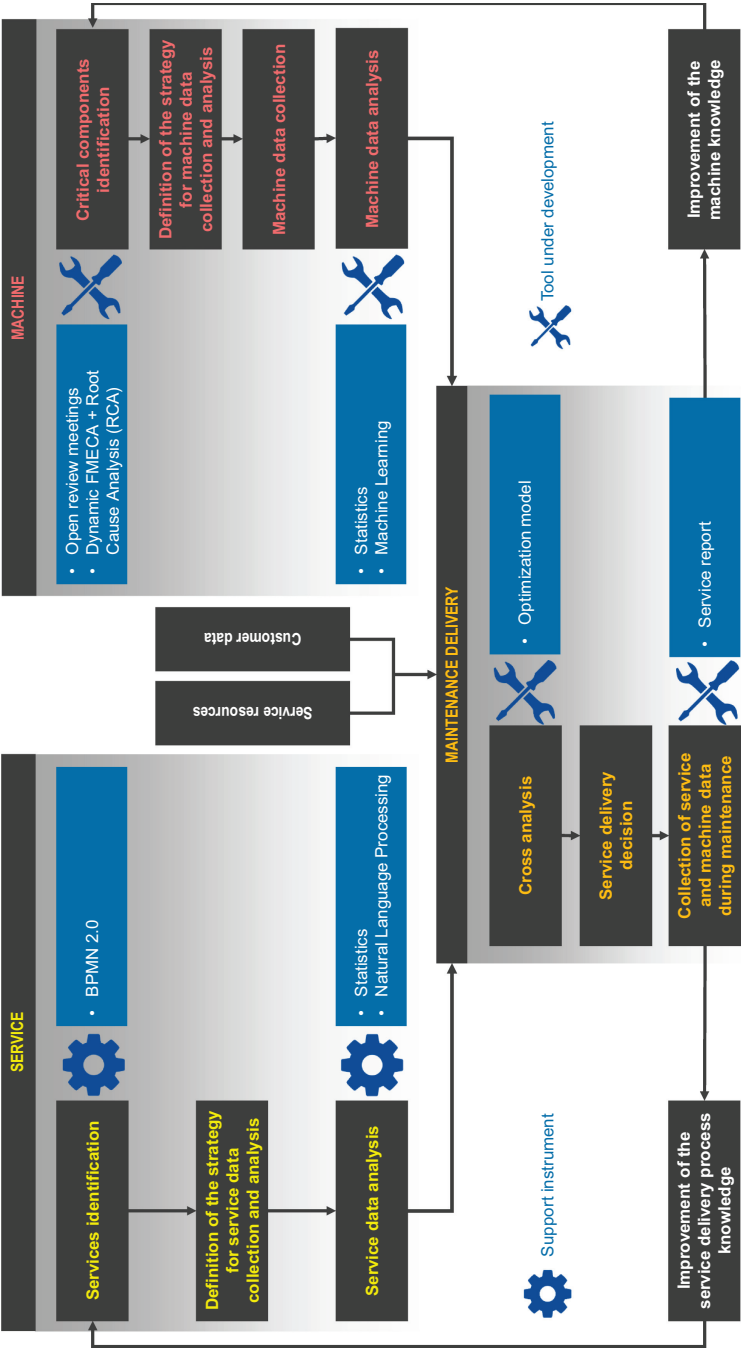 SERVICE
Services identification
• BPMN 2.0
Definition of the strategy
for service data
collection and analysis
Service data analysis
• Statistics
• Natural Language Processing
Service resources
Customer data
MACHINE
• Open review meetings
• Dynamic FMECA + Root
Cause Analysis (RCA)
Critical components
identification
Definition of the strategy
for machine data
collection and analysis
Machine data collection
• Statistics
• Machine Learning
Machine data analysis
MAINTENANCE DELIVERY
Cross analysis
• Optimization model
Service delivery
decision
Collection of service
and machine data
during maintenance
• Service report
Support instrument
Tool under development
Improvement of the
service delivery process
knowledge
Improvement of the
machine knowledge